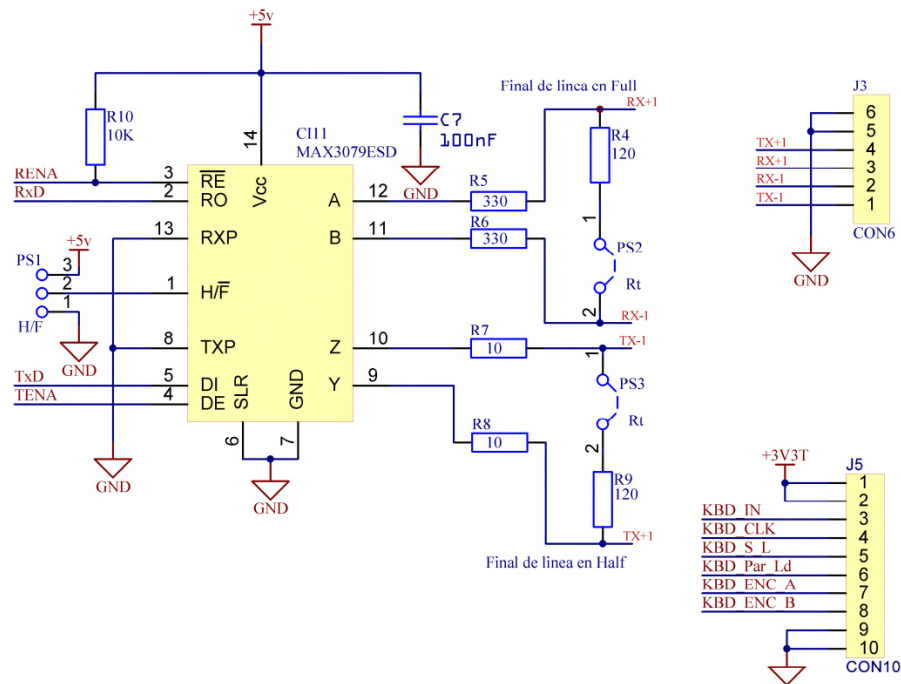 +5v
R10
10K
C7
100nF
GND
CI11
MAX3079ESD
14
Vcc
RENA
3
RE
RxD
2
RO
13
RXP
PS1
+5v
3
2
1
H/F
GND
1
H/F
8
TXP
TxD
5
DI
TENA
4
DE
SLR
GND
6
7
GND
GND
A
12
B
11
Z
10
Y
9
R5
330
R6
330
R7
10
R8
10
Final de linea en Full
RX+1
R4
120
1
PS2
Rt
2
RX-1
TX-1
1
PS3
Rt
2
R9
120
TX+1
Final de linea en Half
J3
6
5
TX+1
4
RX+1
3
RX-1
2
TX-1
1
CON6
GND
+3V3T
J5
1
2
KBD_IN
3
KBD_CLK
4
KBD_S_L
5
KBD_Par_Ld
6
KBD_ENC_A
7
KBD_ENC_B
8
9
10
CON10